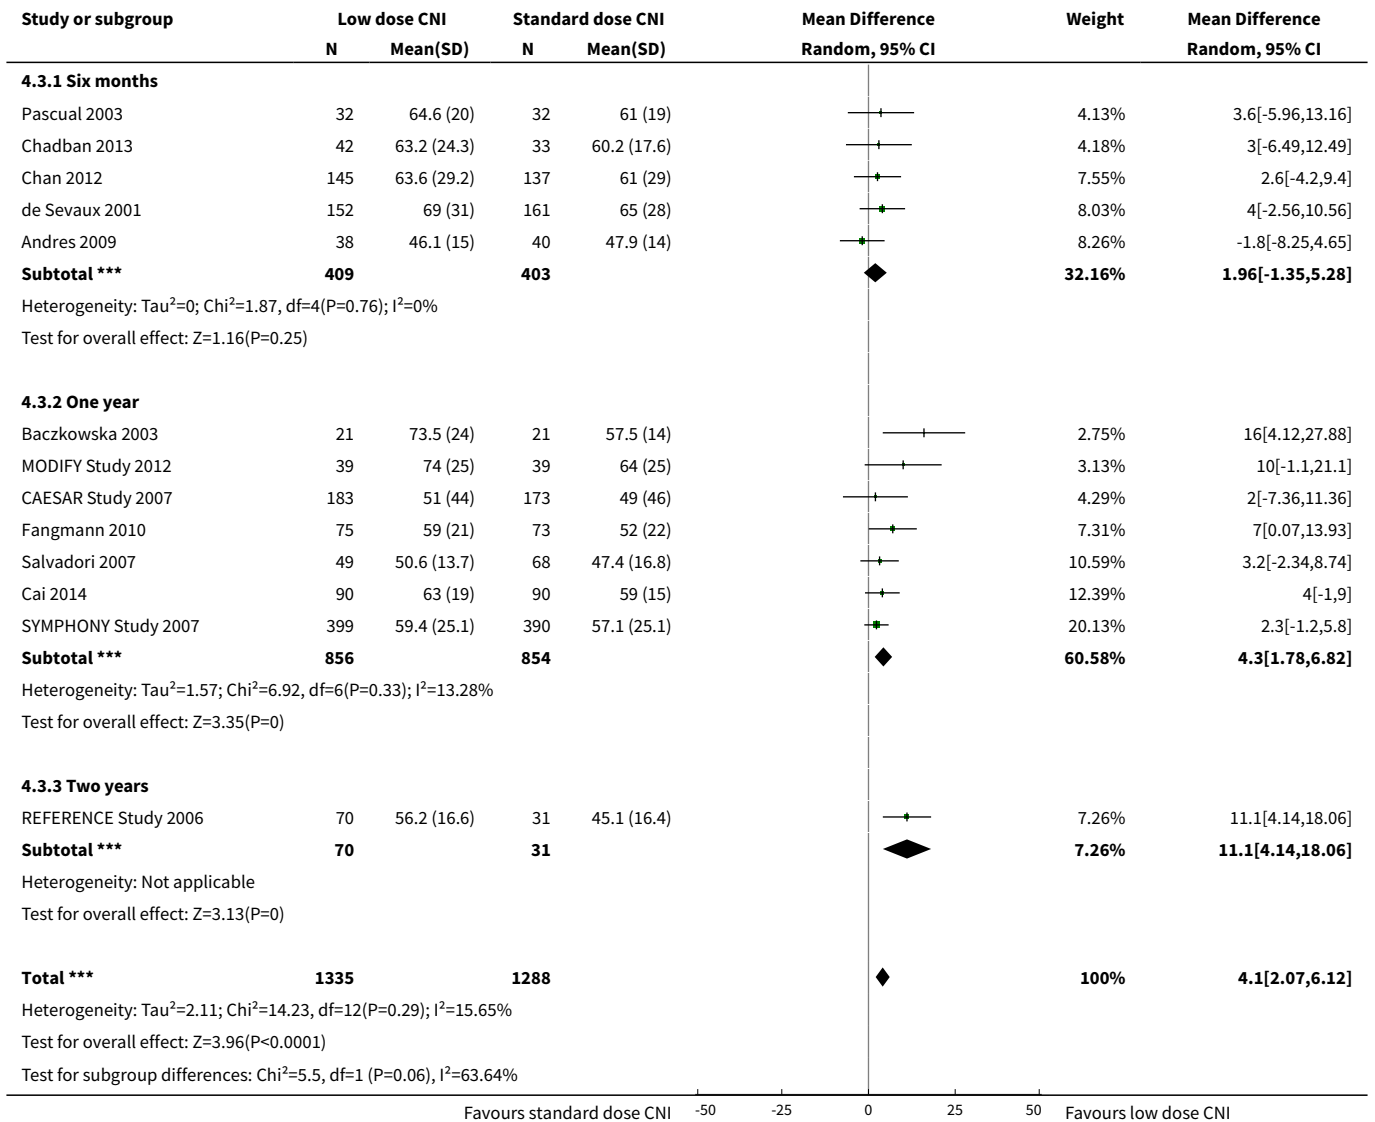 Study or subgroup Low dose CNI Standard dose CNI Mean Difference Weight Mean Difference
N Mean(SD) N Mean(SD) Random, 95% CI Random, 95% CI
4.3.1 Six months
Pascual 2003 32 64.6 (20) 32 61 (19) 4.13% 3.6[-5.96,13.16]
Chadban 2013 42 63.2 (24.3) 33 60.2 (17.6) 4.18% 3[-6.49,12.49]
Chan 2012 145 63.6 (29.2) 137 61 (29) 7.55% 2.6[-4.2,9.4]
de Sevaux 2001 152 69 (31) 161 65 (28) 8.03% 4[-2.56,10.56]
Andres 2009 38 46.1 (15) 40 47.9 (14) 8.26% -1.8[-8.25,4.65]
Subtotal *** 409 403 32.16% 1.96[-1.35,5.28]
Heterogeneity: Tau²=0; Chi²=1.87, df=4(P=0.76); I²=0%
Test for overall effect: Z=1.16(P=0.25)
4.3.2 One year
Baczkowska 2003 21 73.5 (24) 21 57.5 (14) 2.75% 16[4.12,27.88]
MODIFY Study 2012 39 74 (25) 39 64 (25) 3.13% 10[-1.1,21.1]
CAESAR Study 2007 183 51 (44) 173 49 (46) 4.29% 2[-7.36,11.36]
Fangmann 2010 75 59 (21) 73 52 (22) 7.31% 7[0.07,13.93]
Salvadori 2007 49 50.6 (13.7) 68 47.4 (16.8) 10.59% 3.2[-2.34,8.74]
Cai 2014 90 63 (19) 90 59 (15) 12.39% 4[-1,9]
SYMPHONY Study 2007 399 59.4 (25.1) 390 57.1 (25.1) 20.13% 2.3[-1.2,5.8]
Subtotal *** 856 854 60.58% 4.3[1.78,6.82]
Heterogeneity: Tau²=1.57; Chi²=6.92, df=6(P=0.33); I²=13.28%
Test for overall effect: Z=3.35(P=0)
4.3.3 Two years
REFERENCE Study 2006 70 56.2 (16.6) 31 45.1 (16.4) 7.26% 11.1[4.14,18.06]
Subtotal *** 70 31 7.26% 11.1[4.14,18.06]
Heterogeneity: Not applicable
Test for overall effect: Z=3.13(P=0)
Total *** 1335 1288 100% 4.1[2.07,6.12]
Heterogeneity: Tau²=2.11; Chi²=14.23, df=12(P=0.29); I²=15.65%
Test for overall effect: Z=3.96(P<0.0001)
Test for subgroup differences: Chi²=5.5, df=1 (P=0.06), I²=63.64%
Favours standard dose CNI -50 -25 0 25 50 Favours low dose CNI